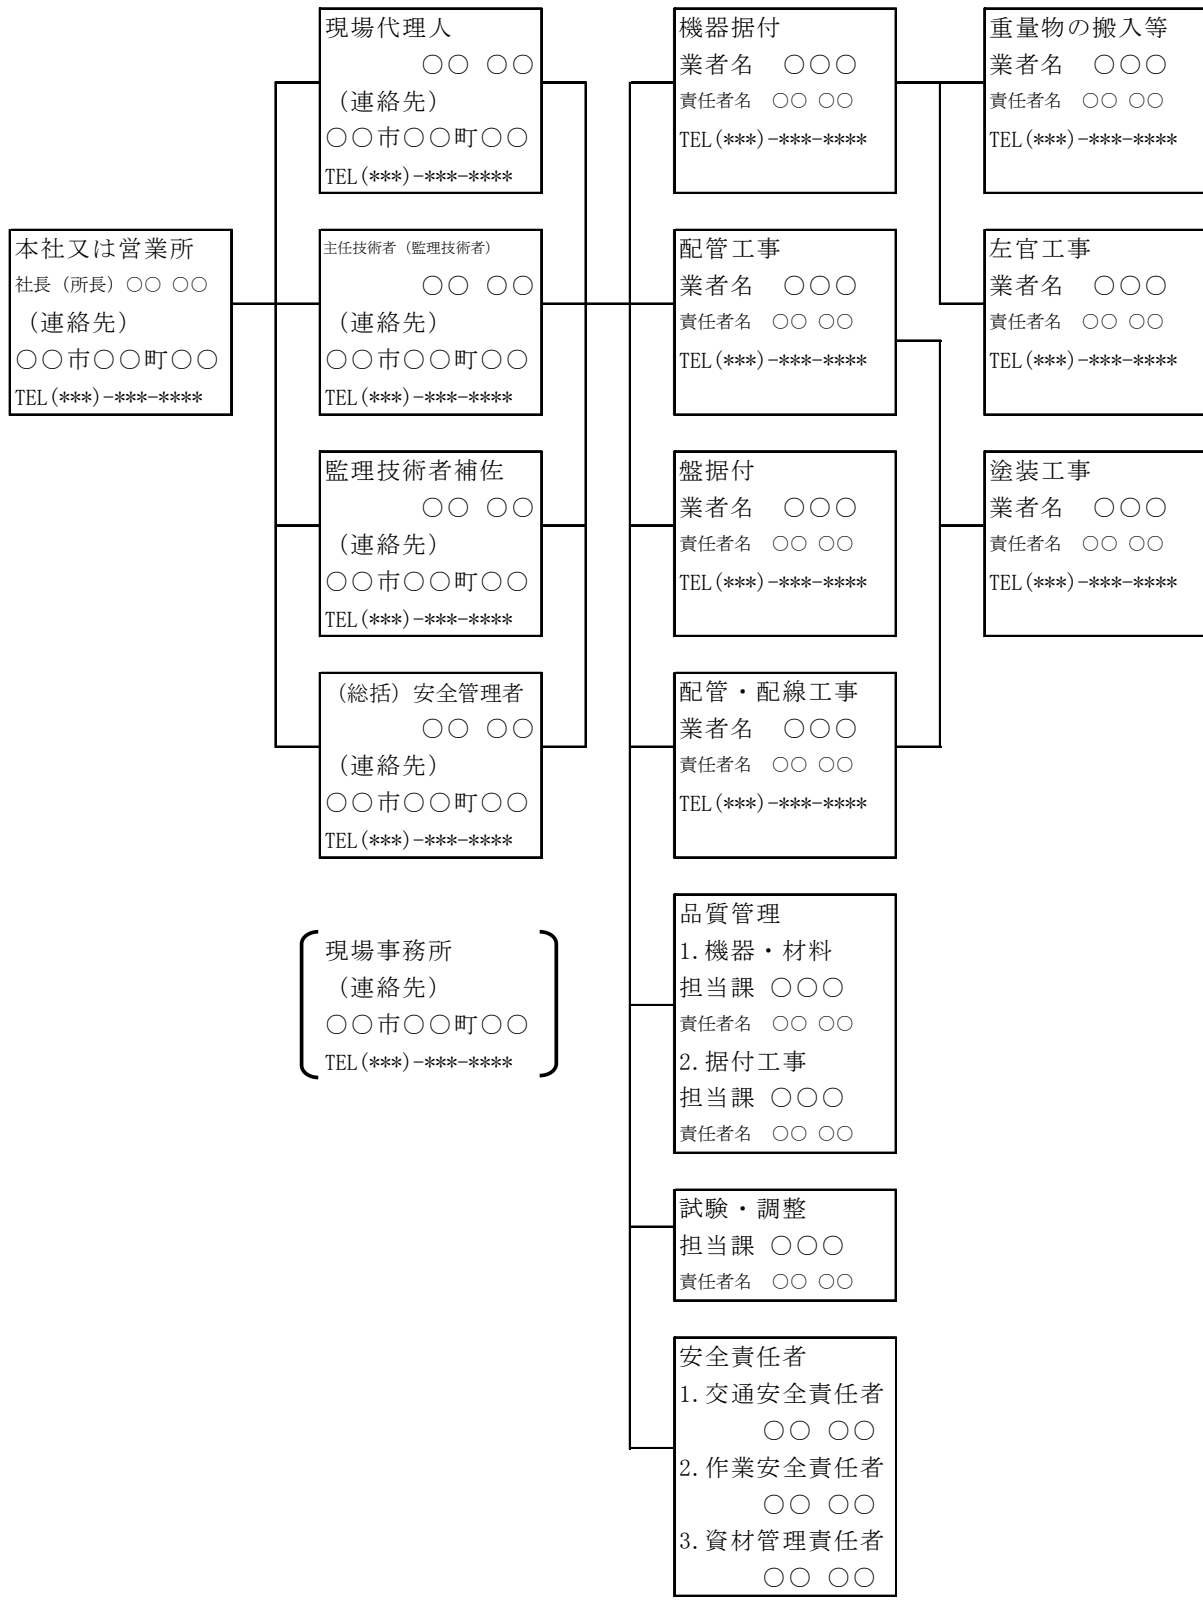 本社又は営業所
社長（所長）○○ ○○
（連絡先）
○○市○○町○○
TEL(***)-***-****
現場代理人
○○ ○○
（連絡先）
○○市○○町○○
TEL(***)-***-****
主任技術者（監理技術者）
○○ ○○
（連絡先）
○○市○○町○○
TEL(***)-***-****
監理技術者補佐
○○ ○○
（連絡先）
○○市○○町○○
TEL(***)-***-****
（総括）安全管理者
○○ ○○
（連絡先）
○○市○○町○○
TEL(***)-***-****
現場事務所
（連絡先）
○○市○○町○○
TEL(***)-***-****
機器据付
業者名 ○○○
責任者名 ○○ ○○
TEL(***)-***-****
配管工事
業者名 ○○○
責任者名 ○○ ○○
TEL(***)-***-****
盤据付
業者名 ○○○
責任者名 ○○ ○○
TEL(***)-***-****
配管・配線工事
業者名 ○○○
責任者名 ○○ ○○
TEL(***)-***-****
品質管理
1.機器・材料
担当課 ○○○
責任者名 ○○ ○○
2.据付工事
担当課 ○○○
責任者名 ○○ ○○
試験・調整
担当課 ○○○
責任者名 ○○ ○○
安全責任者
1.交通安全責任者
○○ ○○
2.作業安全責任者
○○ ○○
3.資材管理責任者
○○ ○○
重量物の搬入等
業者名 ○○○
責任者名 ○○ ○○
TEL(***)-***-****
左官工事
業者名 ○○○
責任者名 ○○ ○○
TEL(***)-***-****
塗装工事
業者名 ○○○
責任者名 ○○ ○○
TEL(***)-***-****